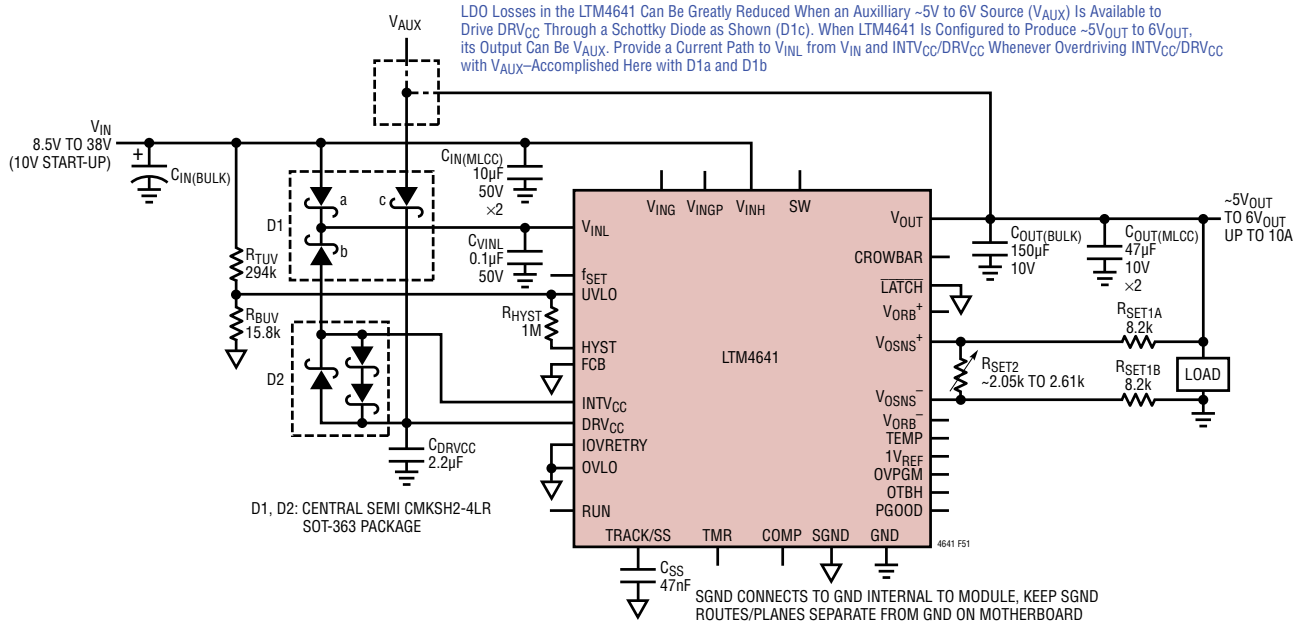 LDO Losses in the LTM4641 Can Be Greatly Reduced When an Auxilliary ~5V to 6V Source (VAUX) Is Available to
Drive DRVCC Through a Schottky Diode as Shown (D1c). When LTM4641 Is Configured to Produce ~5VOUT to 6VOUT,
its Output Can Be VAUX. Provide a Current Path to VINL from VIN and INTVCC/DRVCC Whenever Overdriving INTVCC/DRVCC
with VAUX–Accomplished Here with D1a and D1b
VAUX
VIN
8.5V TO 38V
(10V START-UP)
+
CIN(BULK)
CIN(MLCC)
10µF
50V
×2
D1
a
c
b
CVINL
0.1µF
50V
RTUV
294k
RBUV
15.8k
RHYST
1M
D2
CDRVCC
2.2µF
D1, D2: CENTRAL SEMI CMKSH2-4LR
SOT-363 PACKAGE
VING
VINGP
VINH
SW
VINL
fSET
UVLO
HYST
FCB
INTVCC
DRVCC
IOVRETRY
OVLO
RUN
LTM4641
VOUT
CROWBAR
LATCH
VORB+
VOSNS+
VOSNS−
VORB−
TEMP
1VREF
OVPGM
OTBH
PGOOD
TRACK/SS
TMR
COMP
SGND
GND
CSS
47nF
~5VOUT
TO 6VOUT
UP TO 10A
COUT(BULK)
150µF
10V
COUT(MLCC)
47µF
10V
×2
RSET1A
8.2k
RSET2
~2.05k TO 2.61k
RSET1B
8.2k
LOAD
4641 F51
SGND CONNECTS TO GND INTERNAL TO MODULE, KEEP SGND
ROUTES/PLANES SEPARATE FROM GND ON MOTHERBOARD